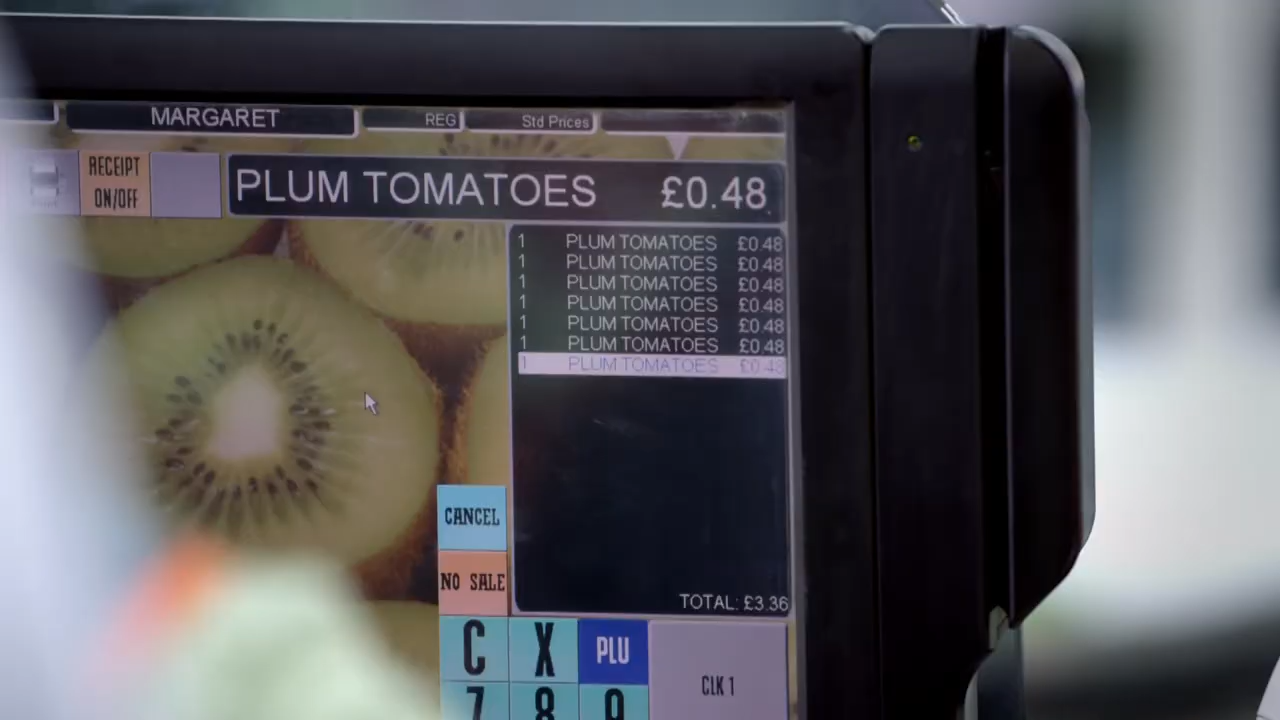 MARGARET
REG
Std Prices
RECEIPT
ON/OFF
PLUM TOMATOES £0.48
1 PLUM TOMATOES £0.48
1 PLUM TOMATOES £0.48
1 PLUM TOMATOES £0.48
1 PLUM TOMATOES £0.48
1 PLUM TOMATOES £0.48
1 PLUM TOMATOES £0.48
1 PLUM TOMATOES £0.48
TOTAL: £3.36
CANCEL
NO SALE
C X PLU
CLK 1
7 8 9